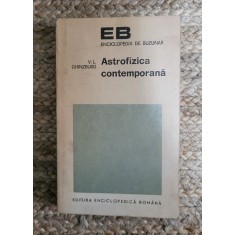 EB
ENCICLOPEDIA DE BUZUNAR
V. L. GHINZBURG
Astrofizica
contemporană
EDITURA ENCICLOPEDICĂ ROMÂNĂ